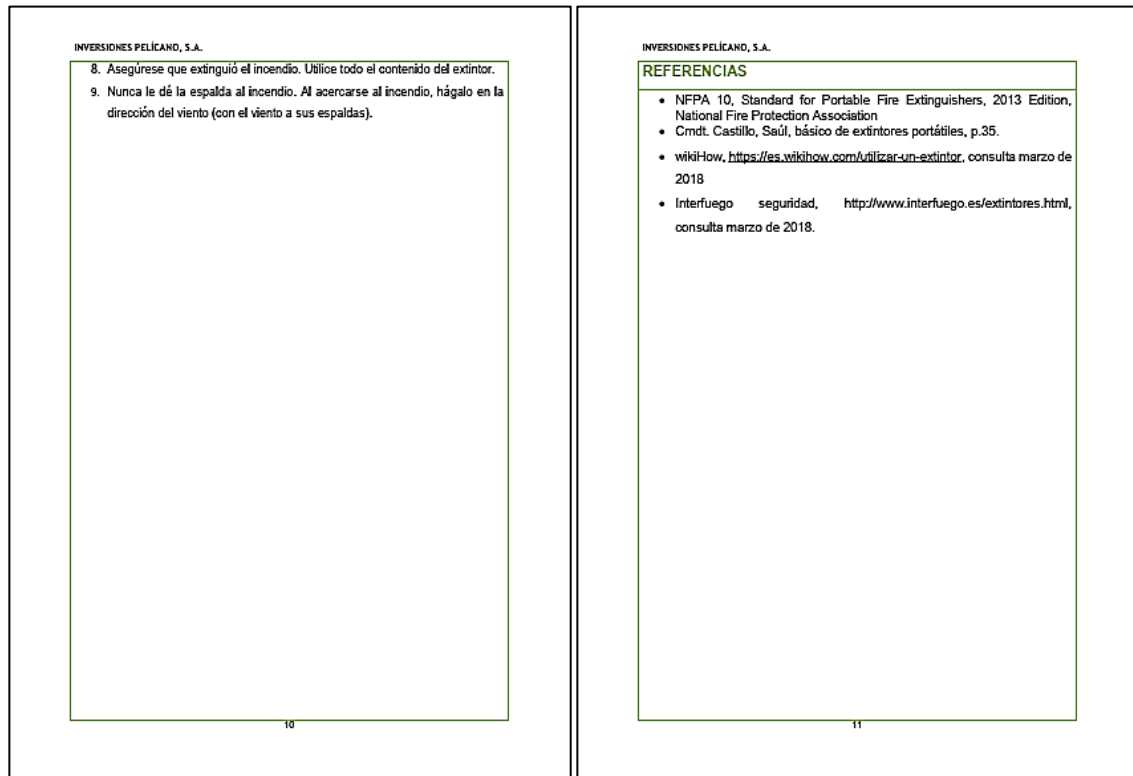 INVERSIONES PELÍCANO, S.A.
8. Asegúrese que extinguió el incendio. Utilice todo el contenido del extintor.
9. Nunca le dé la espalda al incendio. Al acercarse al incendio, hágalo en la
dirección del viento (con el viento a sus espaldas).
10
INVERSIONES PELÍCANO, S.A.
REFERENCIAS
• NFPA 10, Standard for Portable Fire Extinguishers, 2013 Edition,
National Fire Protection Association
• Cmdt. Castillo, Saúl, básico de extintores portátiles, p.35.
• wikiHow, https://es.wikihow.com/utilizar-un-extintor, consulta marzo de
2018
• Interfuego seguridad, http://www.interfuego.es/extintores.html,
consulta marzo de 2018.
11